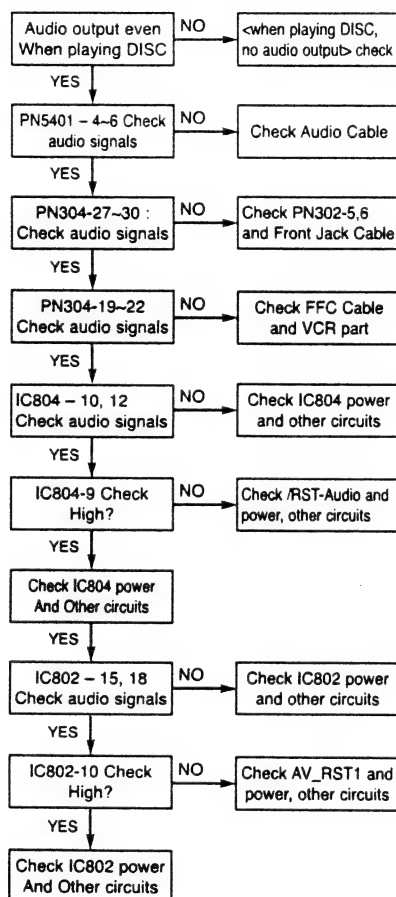 Audio output even
When playing DISC
NO
<when playing DISC,
no audio output> check
YES
PN5401 – 4~6 Check
audio signals
NO
Check Audio Cable
YES
PN304-27~30 :
Check audio signals
NO
Check PN302-5,6
and Front Jack Cable
YES
PN304-19~22
Check audio signals
NO
Check FFC Cable
and VCR part
YES
IC804 – 10, 12
Check audio signals
NO
Check IC804 power
and other circuits
YES
IC804-9 Check
High?
NO
Check /RST-Audio and
power, other circuits
YES
Check IC804 power
And Other circuits
YES
IC802 – 15, 18
Check audio signals
NO
Check IC802 power
and other circuits
YES
IC802-10 Check
High?
NO
Check AV_RST1 and
power, other circuits
YES
Check IC802 power
And Other circuits